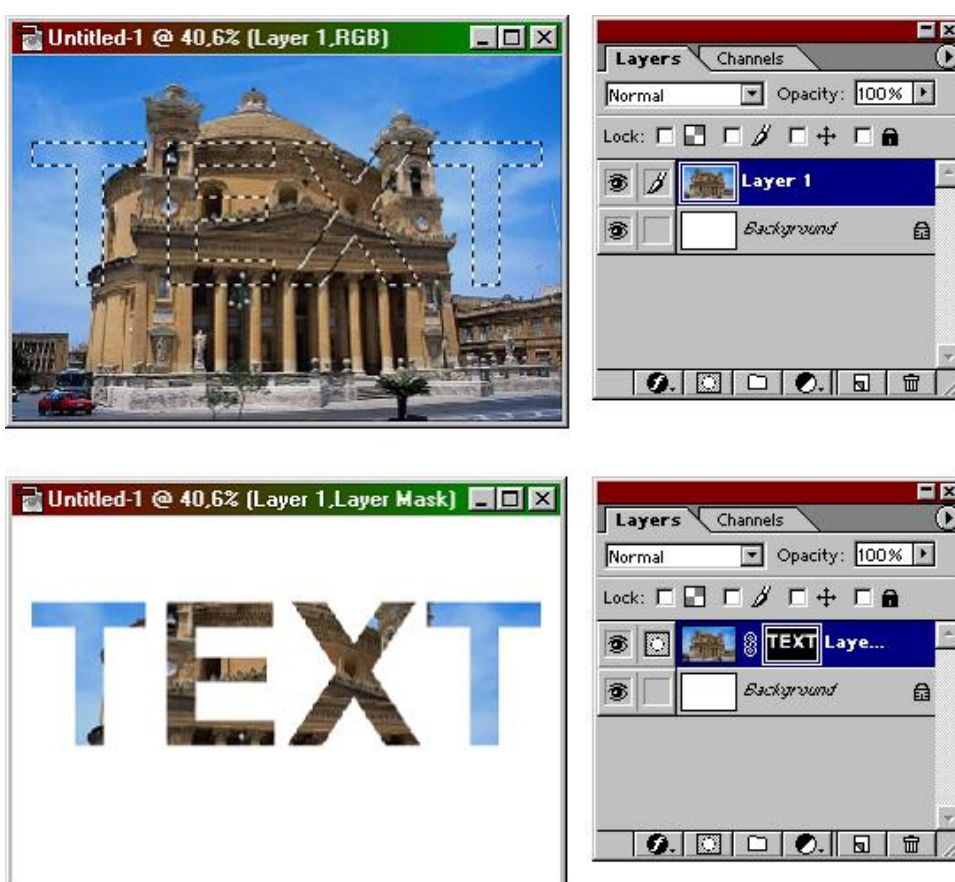 Untitled-1 @ 40,6% (Layer 1,RGB)
TEXT
Layers Channels
Normal Opacity: 100%
Lock:
Layer 1
Background
Untitled-1 @ 40,6% (Layer 1,Layer Mask)
TEXT
Layers Channels
Normal Opacity: 100%
Lock:
TEXT Laye...
Background